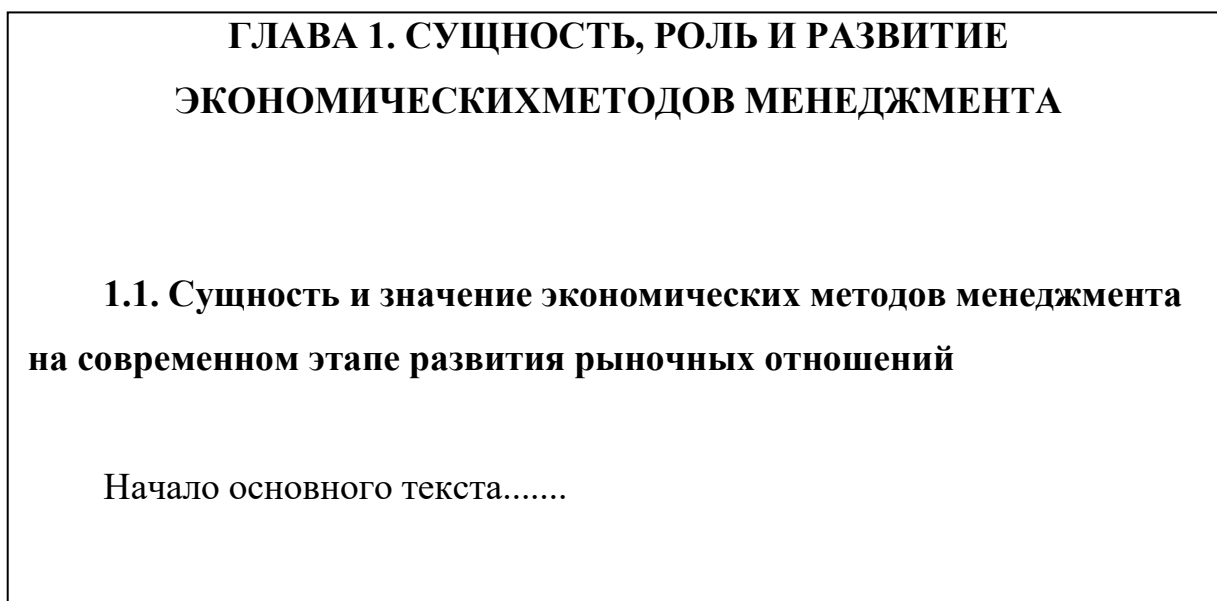 ГЛАВА 1. СУЩНОСТЬ, РОЛЬ И РАЗВИТИЕ
ЭКОНОМИЧЕСКИХМЕТОДОВ МЕНЕДЖМЕНТА
1.1. Сущность и значение экономических методов менеджмента
на современном этапе развития рыночных отношений
Начало основного текста.......